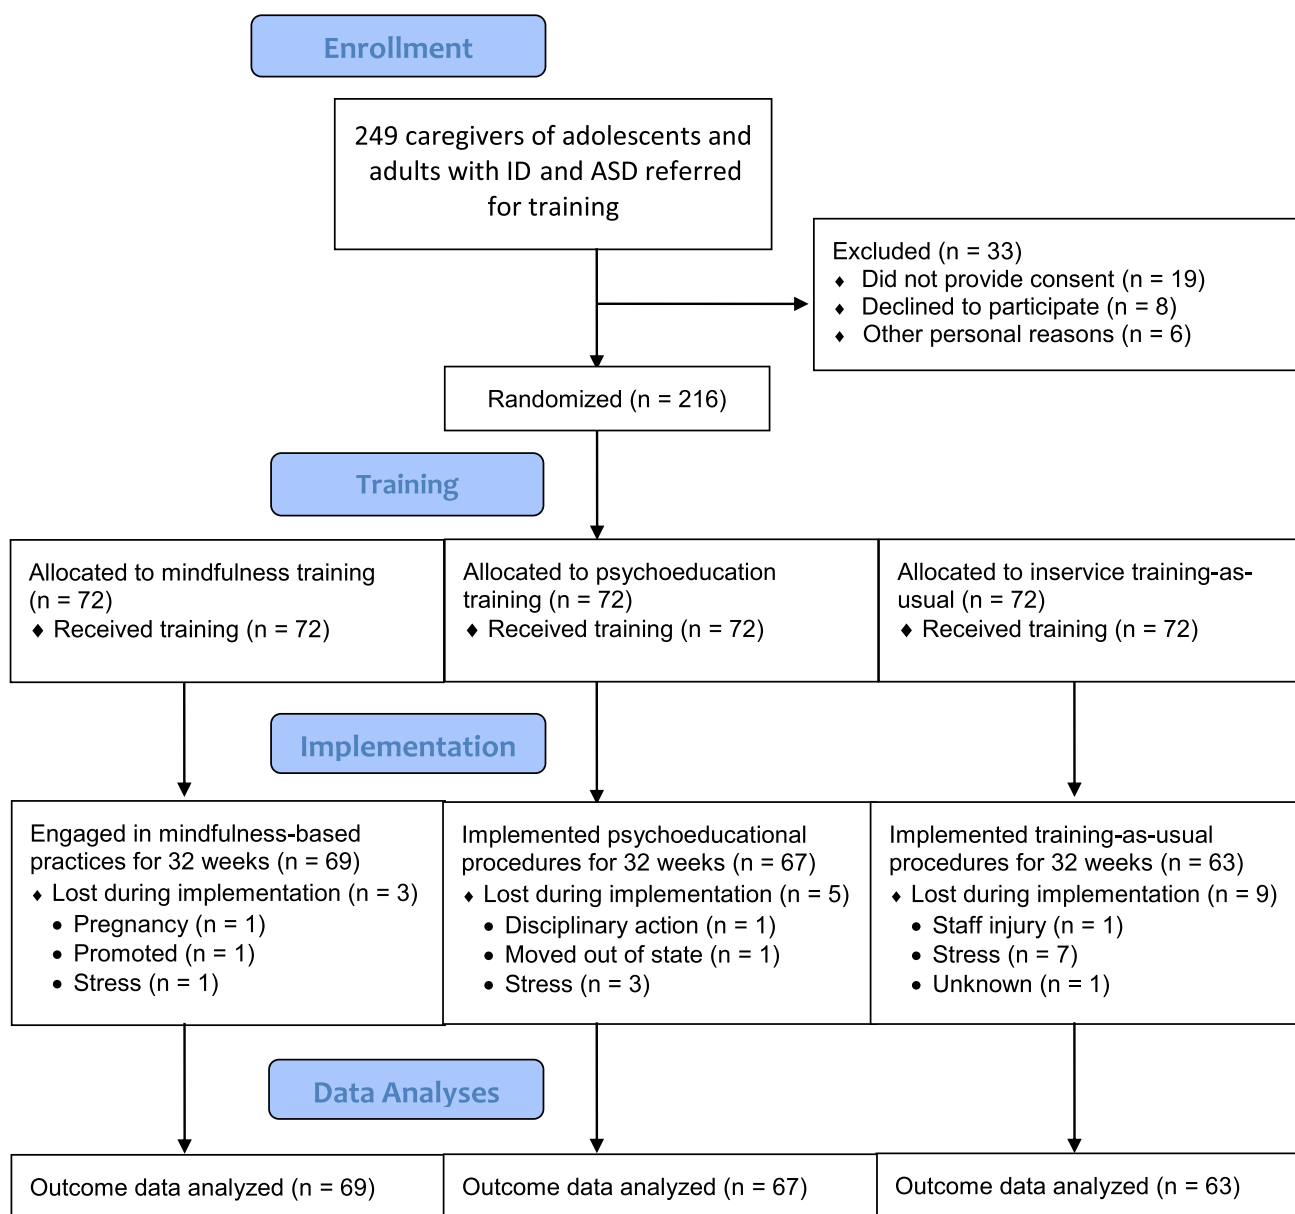 Enrollment
249 caregivers of adolescents and
adults with ID and ASD referred
for training
Excluded (n = 33)
♦ Did not provide consent (n = 19)
♦ Declined to participate (n = 8)
♦ Other personal reasons (n = 6)
Randomized (n = 216)
Training
Allocated to mindfulness training
(n = 72)
♦ Received training (n = 72)
Allocated to psychoeducation
training (n = 72)
♦ Received training (n = 72)
Allocated to inservice training-as-
usual (n = 72)
♦ Received training (n = 72)
Implementation
Engaged in mindfulness-based
practices for 32 weeks (n = 69)
♦ Lost during implementation (n = 3)
• Pregnancy (n = 1)
• Promoted (n = 1)
• Stress (n = 1)
Implemented psychoeducational
procedures for 32 weeks (n = 67)
♦ Lost during implementation (n = 5)
• Disciplinary action (n = 1)
• Moved out of state (n = 1)
• Stress (n = 3)
Implemented training-as-usual
procedures for 32 weeks (n = 63)
♦ Lost during implementation (n = 9)
• Staff injury (n = 1)
• Stress (n = 7)
• Unknown (n = 1)
Data Analyses
Outcome data analyzed (n = 69)
Outcome data analyzed (n = 67)
Outcome data analyzed (n = 63)